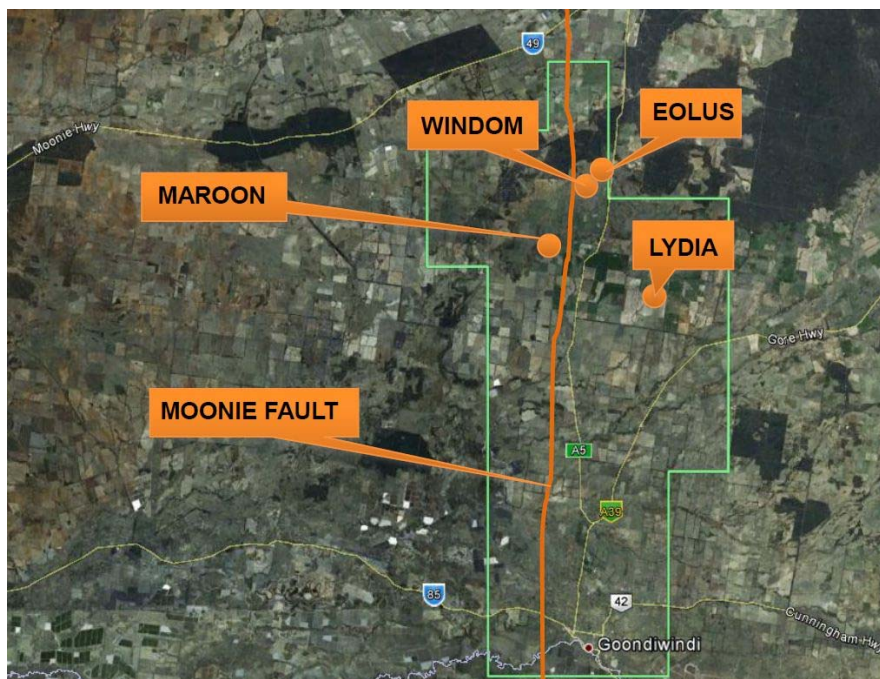 49
Moonie Hwy
WINDOM
EOLUS
MAROON
LYDIA
Gore Hwy
MOONIE FAULT
A5
A39
85
42
Cunningham Hwy
Goondiwindi